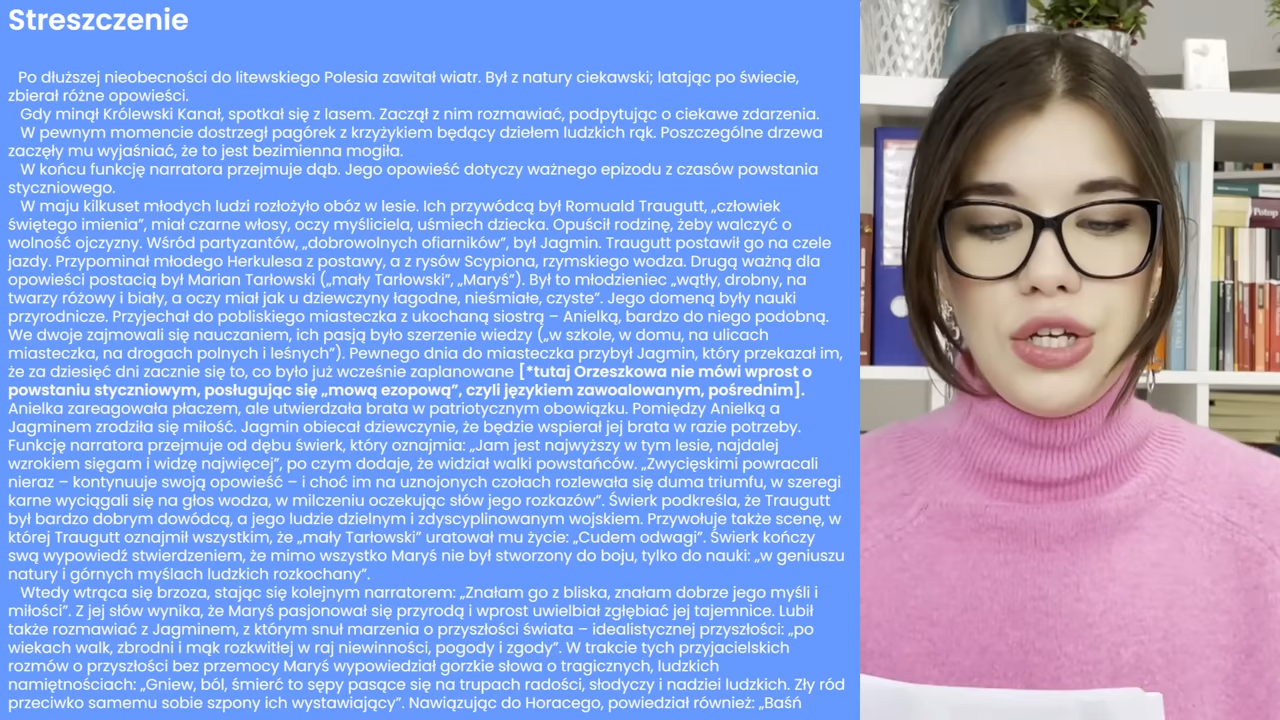 Streszczenie
Po dłuższej nieobecności do litewskiego Polesia zawitał wiatr. Był z natury ciekawski; latając po świecie,
zbierał różne opowieści.
Gdy minął Królewski Kanał, spotkał się z lasem. Zaczął z nim rozmawiać, podpytując o ciekawe zdarzenia.
W pewnym momencie dostrzegł pagórek z krzyżykiem będący dziełem ludzkich rąk. Poszczególne drzewa
zaczęły mu wyjaśniać, że to jest bezimienna mogiła.
W końcu funkcję narratora przejmuje dąb. Jego opowieść dotyczy ważnego epizodu z czasów powstania
styczniowego.
W maju kilkuset młodych ludzi rozłożyło obóz w lesie. Ich przywódcą był Romuald Traugutt, „człowiek
świętego imienia”, miał czarne włosy, oczy myśliciela, uśmiech dziecka. Opuścił rodzinę, żeby walczyć o
wolność ojczyzny. Wśród partyzantów, „dobrowolnych ofiarników”, był Jagmin. Traugutt postawił go na czele
jazdy. Przypominał młodego Herkulesa z postawy, a z rysów Scypiona, rzymskiego wodza. Drugą ważną dla
opowieści postacią był Marian Tarłowski („mały Tarłowski”, „Maryś”). Był to młodzieniec „wątły, drobny, na
twarzy różowy i biały, a oczy miał jak u dziewczyny łagodne, nieśmiałe, czyste”. Jego domeną były nauki
przyrodnicze. Przyjechał do pobliskiego miasteczka z ukochaną siostrą – Anielką, bardzo do niego podobną.
We dwoje zajmowali się nauczaniem, ich pasją było szerzenie wiedzy („w szkole, w domu, na ulicach
miasteczka, na drogach polnych i leśnych”). Pewnego dnia do miasteczka przybył Jagmin, który przekazał im,
że za dziesięć dni zacznie się to, co było już wcześnie zaplanowane [*tutaj Orzeszkowa nie mówi wprost o
powstaniu styczniowym, posługując się „mową ezopową”, czyli językiem zawoalowanym, pośrednim].
Anielka zareagowała płaczem, ale utwierdzała brata w patriotycznym obowiązku. Pomiędzy Anielką a
Jagminem zrodziła się miłość. Jagmin obiecał dziewczynie, że będzie wspierał jej brata w razie potrzeby.
Funkcję narratora przejmuje od dębu świerk, który oznajmia: „Jam jest najwyższy w tym lesie, najdalej
wzrokiem sięgam i widzę najwięcej”, po czym dodaje, że widział walki powstańców. „Zwycięskimi powracali
nieraz – kontynuuje swoją opowieść – i choć im na uznojonych czołach rozlewała się duma triumfu, w szeregi
karne wyciągali się na głos wodza, w milczeniu oczekując słów jego rozkazów”. Świerk podkreśla, że Traugutt
był bardzo dobrym dowódcą, a jego ludzie dzielnym i zdyscyplinowanym wojskiem. Przywołuje także scenę, w
której Traugutt oznajmił wszystkim, że „mały Tarłowski” uratował mu życie: „Cudem odwagi”. Świerk kończy
swą wypowiedź stwierdzeniem, że mimo wszystko Maryś nie był stworzony do boju, tylko do nauki: „w geniuszu
natury i górnych myślach ludzkich rozkochany”.
Wtedy wtrąca się brzoza, stając się kolejnym narratorem: „Znałam go z bliska, znałam dobrze jego myśli i
miłości”. Z jej słów wynika, że Maryś pasjonował się przyrodą i wprost uwielbiał zgłębiać jej tajemnice. Lubił
także rozmawiać z Jagminem, z którym snuł marzenia o przyszłości świata – idealistycznej przyszłości: „po
wiekach walk, zbrodni i mąk rozkwitłej w raj niewinności, pogody i zgody”. W trakcie tych przyjacielskich
rozmów o przyszłości bez przemocy Maryś wypowiedział gorzkie słowa o tragicznych, ludzkich
namiętnościach: „Gniew, ból, śmierć to sępy pasące się na trupach radości, słodyczy i nadziei ludzkich. Zły ród
przeciwko samemu sobie szpony ich wystawiający”. Nawiązując do Horacego, powiedział również: „Baśń